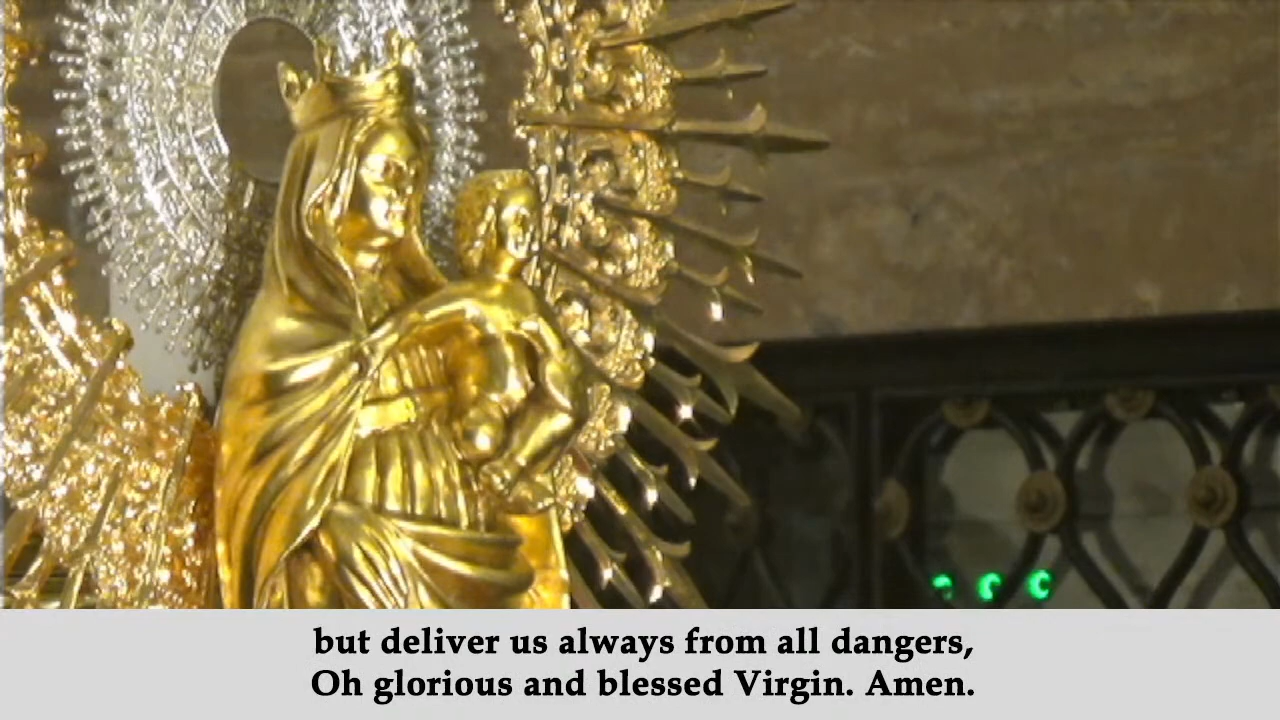 but deliver us always from all dangers,
Oh glorious and blessed Virgin. Amen.